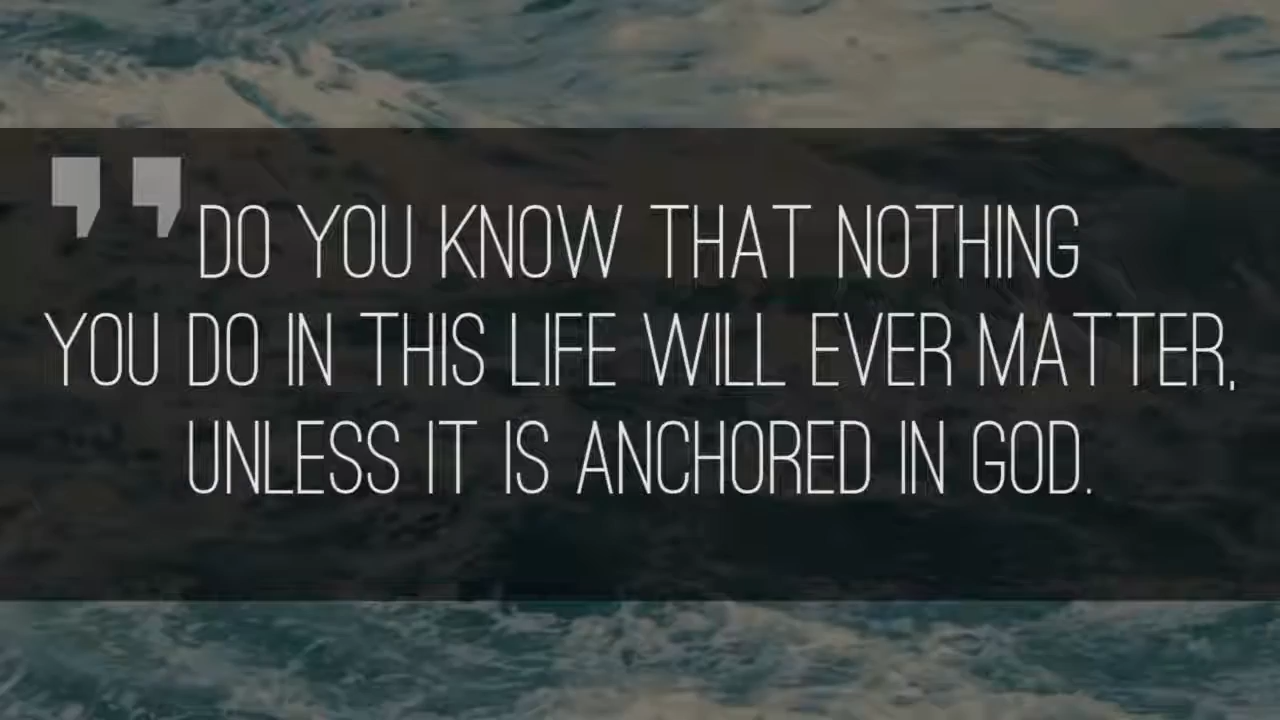 " DO YOU KNOW THAT NOTHING
YOU DO IN THIS LIFE WILL EVER MATTER,
UNLESS IT IS ANCHORED IN GOD.